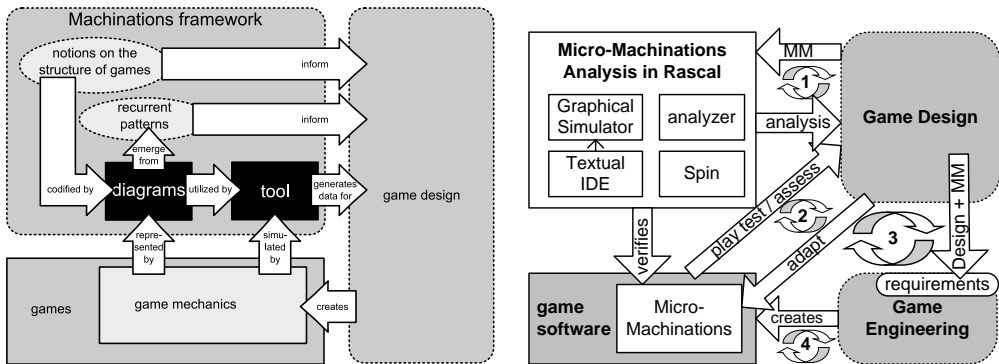 Machinations framework
notions on the
structure of games
inform
recurrent
patterns
inform
emerge
from
codified by
diagrams
utilized by
tool
generates
data for
game design
repre-
sented
by
simu-
lated
by
games
game mechanics
creates
Micro-Machinations
Analysis in Rascal
MM
1
Graphical
Simulator
analyzer
analysis
Game Design
Textual
IDE
Spin
verifies
play test / assess
2
adapt
3
Design + MM
requirements
game
software
Micro-
Machinations
creates
4
Game
Engineering